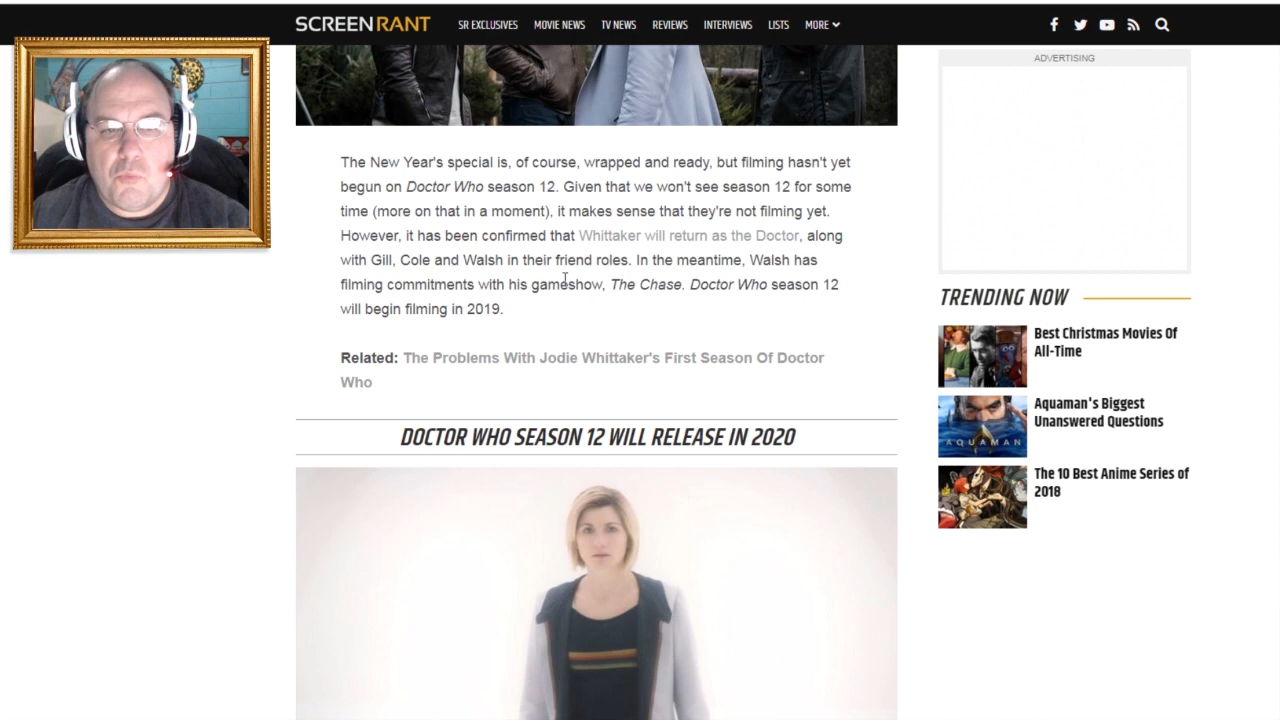 SCREENRANT SR EXCLUSIVES MOVIE NEWS TV NEWS REVIEWS INTERVIEWS LISTS MORE
ADVERTISING
The New Year's special is, of course, wrapped and ready, but filming hasn't yet
begun on Doctor Who season 12. Given that we won't see season 12 for some
time (more on that in a moment), it makes sense that they're not filming yet.
However, it has been confirmed that Whittaker will return as the Doctor, along
with Gill, Cole and Walsh in their friend roles. In the meantime, Walsh has
filming commitments with his gameshow, The Chase. Doctor Who season 12
will begin filming in 2019.
Related: The Problems With Jodie Whittaker's First Season Of Doctor
Who
DOCTOR WHO SEASON 12 WILL RELEASE IN 2020
TRENDING NOW
Best Christmas Movies Of
All-Time
Aquaman's Biggest
Unanswered Questions
AQUAMAN
The 10 Best Anime Series of
2018